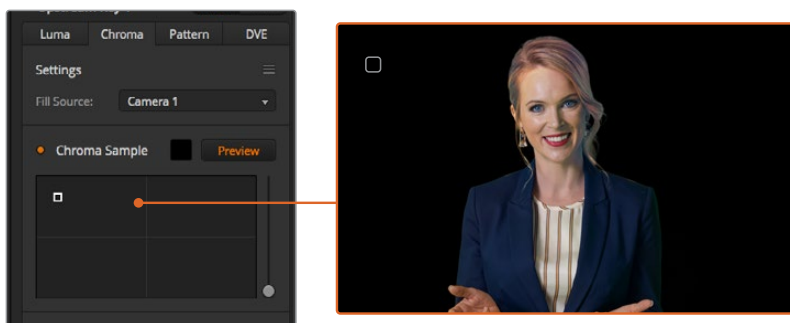 Luma Chroma Pattern DVE
Settings
Fill Source: Camera 1
Chroma Sample Preview